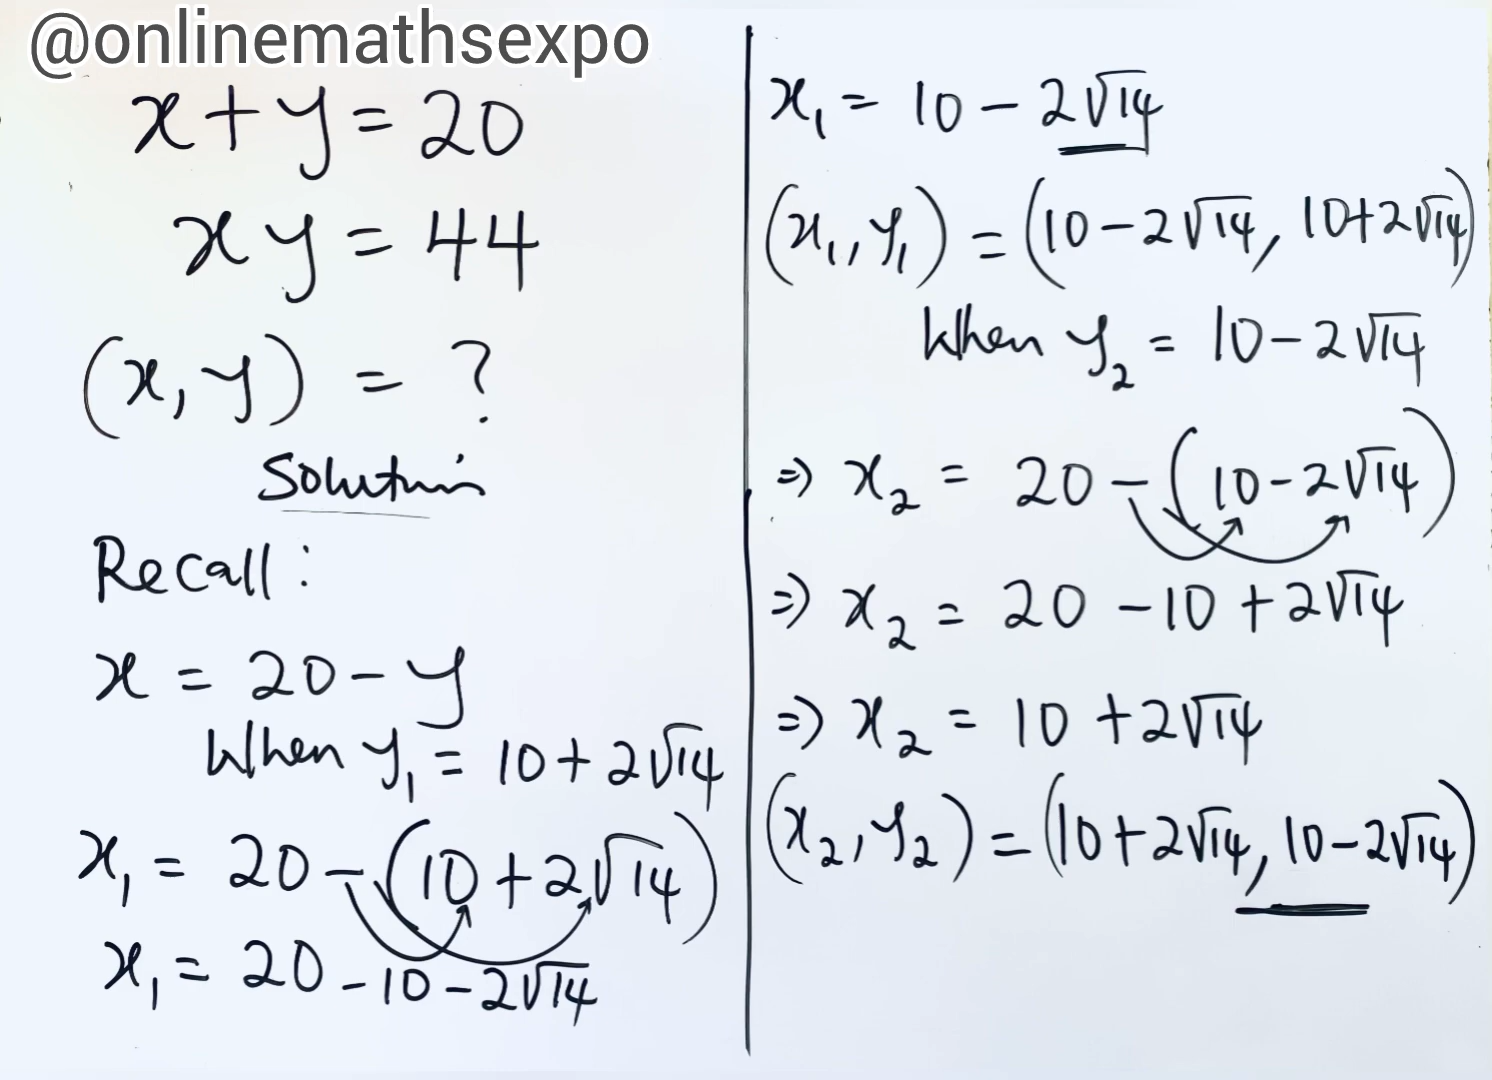 @onlinemathsexpo
x+y=20
xy=44
(x,y) = ?
Solution
Recall:
x = 20-y
When y₁ = 10+2√14
x₁ = 20-(10+2√14)
x₁ = 20-10-2√14
x₁ = 10-2√14
(x₁,y₁) = (10-2√14, 10+2√14)
When y₂ = 10-2√14
⇒ x₂ = 20-(10-2√14)
⇒ x₂ = 20-10+2√14
⇒ x₂ = 10+2√14
(x₂,y₂) = (10+2√14, 10-2√14)